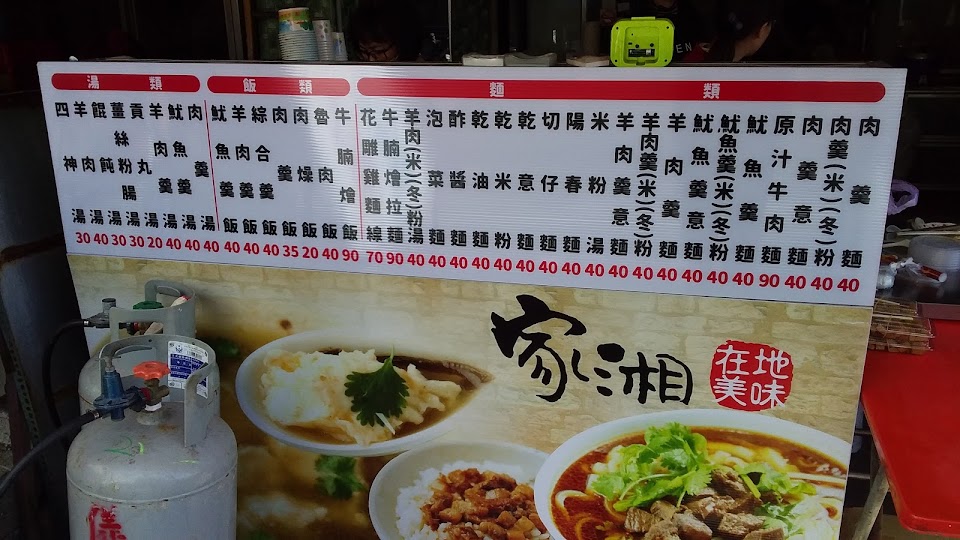 湯類
四神湯 30
羊肉湯 40
餛飩湯 30
薑絲粉腸湯 30
貢丸湯 20
羊肉羹湯 40
魷魚羹湯 40
肉羹湯 40
飯類
魷魚羹飯 40
羊肉羹飯 40
綜合羹飯 40
肉羹飯 35
肉燥飯 20
魯肉飯 40
牛腩燴飯 90
麵類
花雕雞麵線 70
牛腩燴拉麵 90
羊肉(米)(冬)粉湯 40
泡菜麵 40
酢醬麵 40
乾油麵 40
乾米粉 40
乾意麵 40
切仔麵 40
陽春麵 40
米粉湯 40
羊肉羹意麵 40
羊肉羹(米)(冬)粉 40
羊肉羹麵 40
魷魚羹意麵 40
魷魚羹(米)(冬)粉 40
魷魚羹麵 40
原汁牛肉麵 90
肉羹意麵 40
肉羹(米)(冬)粉 40
肉羹麵 40
家湘
在地
美味